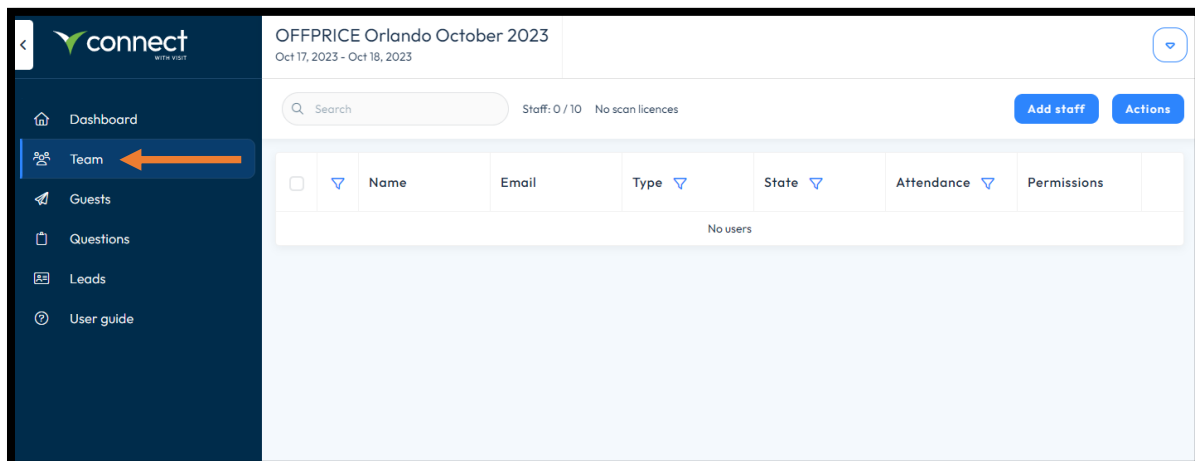 connect
WITH VISIT
Dashboard
Team
Guests
Questions
Leads
User guide
OFFPRICE Orlando October 2023
Oct 17, 2023 - Oct 18, 2023
Search
Staff: 0 / 10 No scan licences
Add staff Actions
Name Email Type State Attendance Permissions
No users